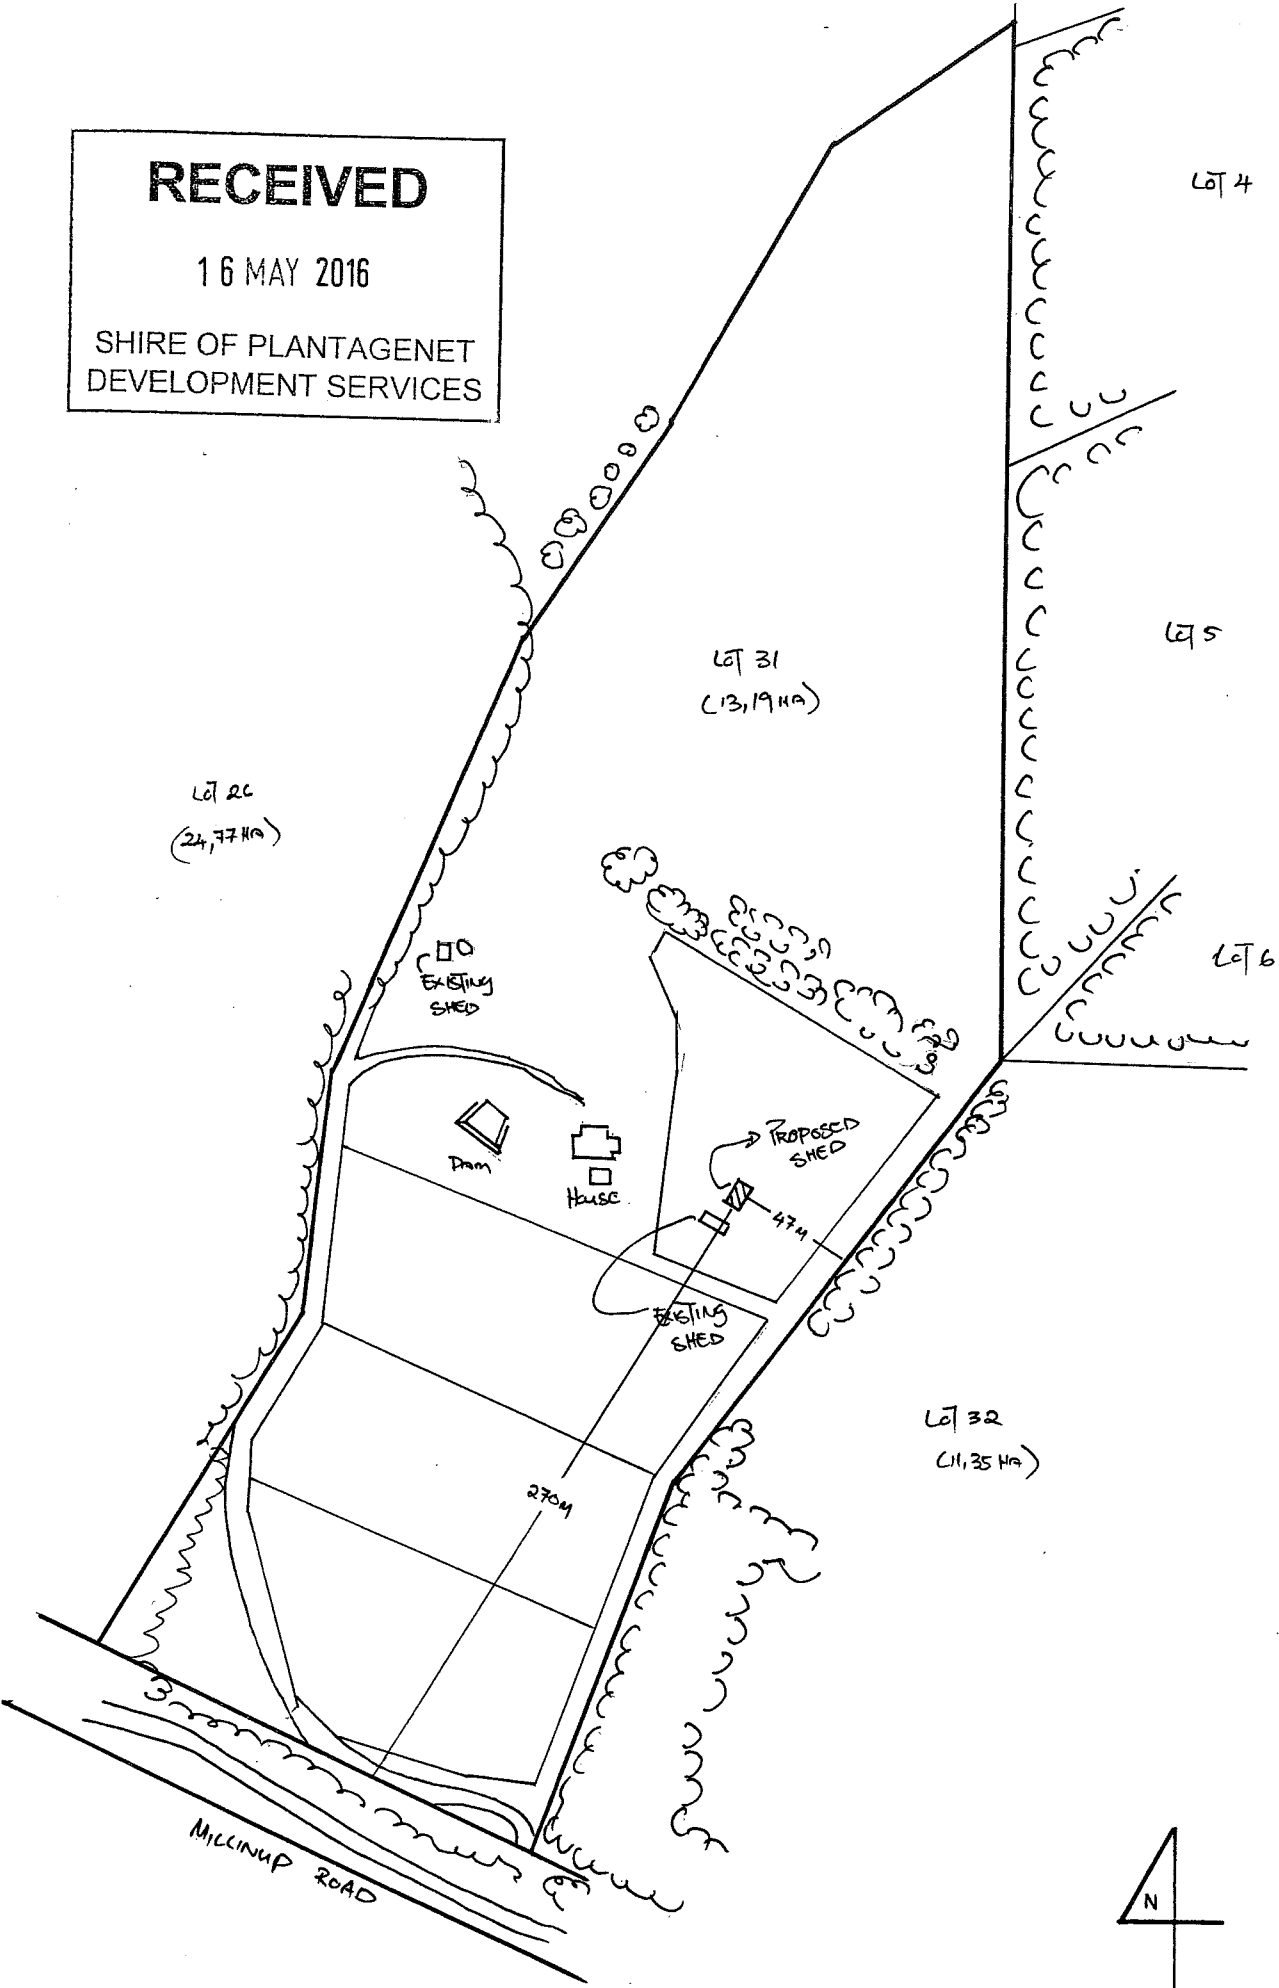 RECEIVED
16 MAY 2016
SHIRE OF PLANTAGENET
DEVELOPMENT SERVICES
LOT 4
LOT 5
LOT 31
(13,19 HA)
LOT 26
(24,77 HA)
LOT 6
EXISTING
SHED
PROPOSED
SHED
DAM
HOUSE
47M
EXISTING
SHED
LOT 32
(11,35 HA)
270M
MILLINUP ROAD
N